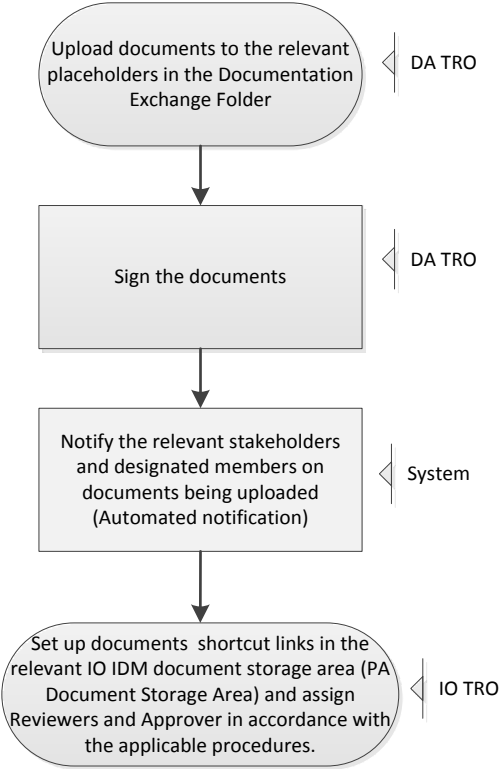 Upload documents to the relevant
placeholders in the Documentation
Exchange Folder
DA TRO
Sign the documents
DA TRO
Notify the relevant stakeholders
and designated members on
documents being uploaded
(Automated notification)
System
Set up documents shortcut links in the
relevant IO IDM document storage area (PA
Document Storage Area) and assign
Reviewers and Approver in accordance with
the applicable procedures.
IO TRO